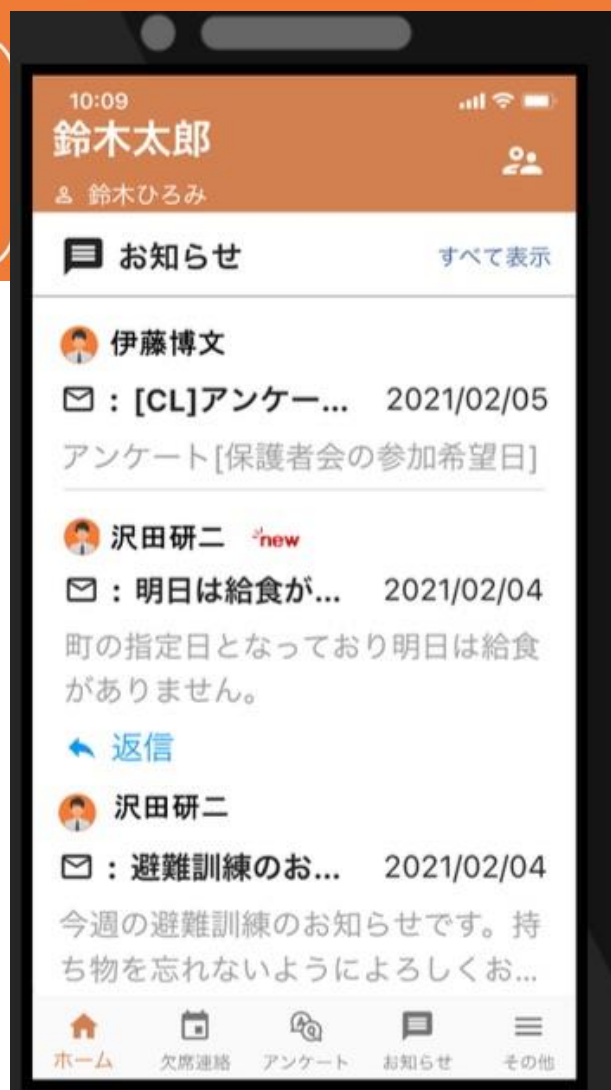 10:09
鈴木太郎
鈴木ひろみ
お知らせ
すべて表示
伊藤博文
: [CL]アンケー... 2021/02/05
アンケート[保護者会の参加希望日]
沢田研二 new
: 明日は給食が... 2021/02/04
町の指定日となっており明日は給食
がありません。
返信
沢田研二
: 避難訓練のお... 2021/02/04
今週の避難訓練のお知らせです。持
ち物を忘れないようによろしくお...
ホーム 欠席連絡 アンケート お知らせ その他